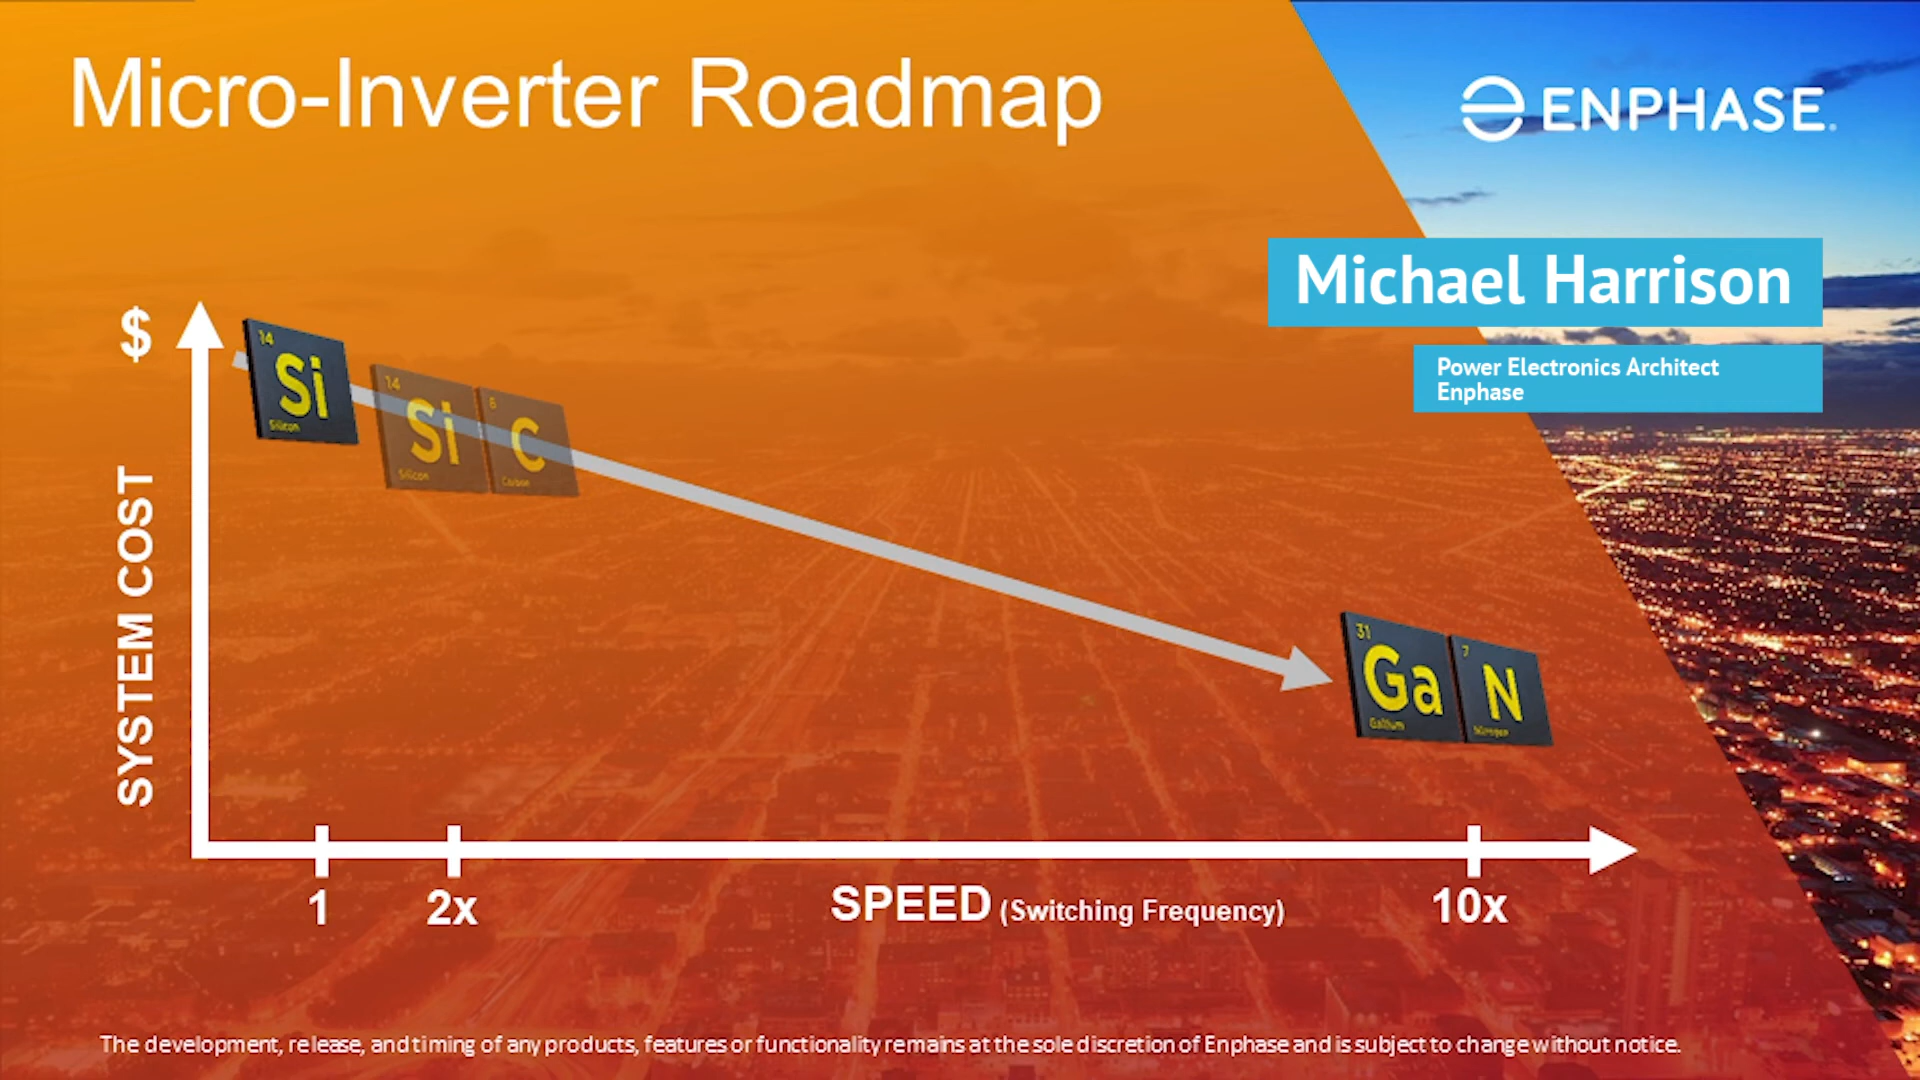 Micro-Inverter Roadmap
ENPHASE.
Michael Harrison
Power Electronics Architect
Enphase
$
SYSTEM COST
14
Si
Silicon
14
Si
Silicon
6
C
Carbon
31
Ga
Gallium
7
N
Nitrogen
1
2x
SPEED (Switching Frequency)
10x
The development, release, and timing of any products, features or functionality remains at the sole discretion of Enphase and is subject to change without notice.